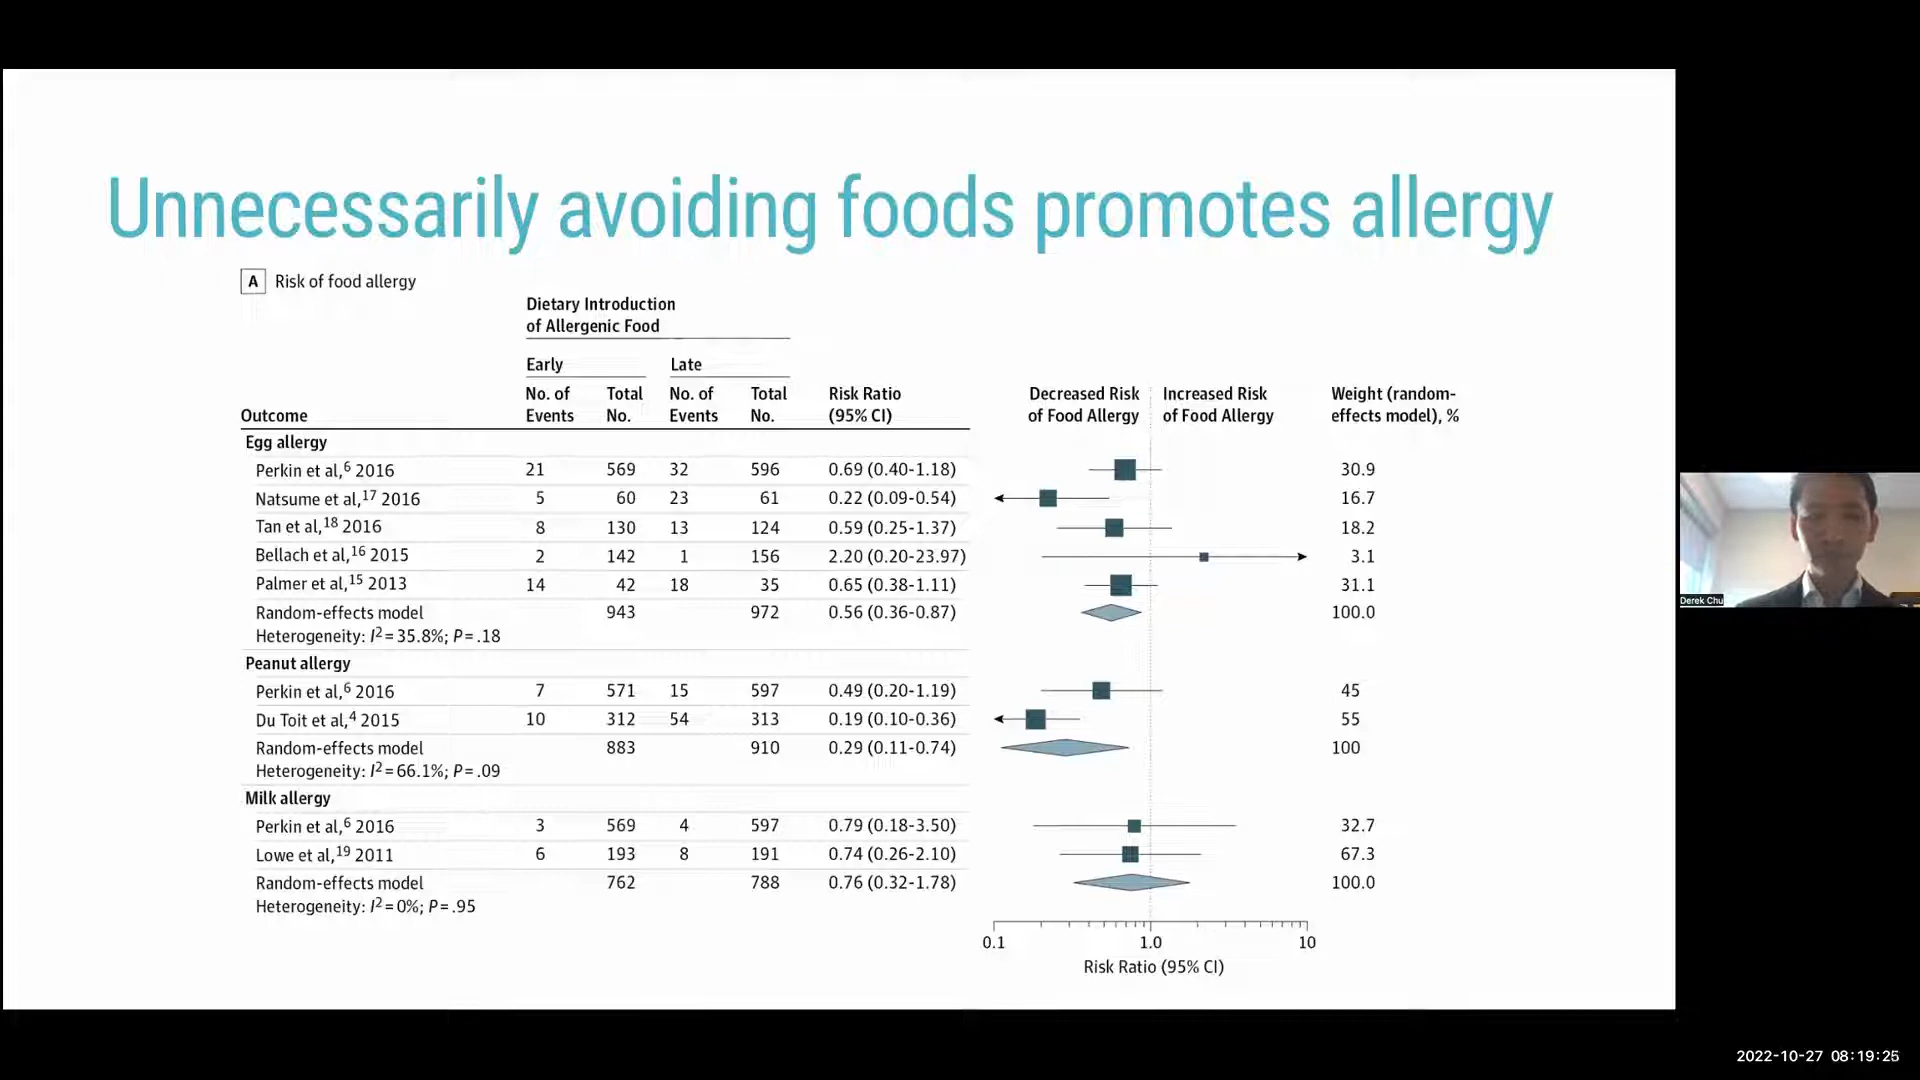 Unnecessarily avoiding foods promotes allergy
A Risk of food allergy
Dietary Introduction
of Allergenic Food
Early Late
No. of Total No. of Total Risk Ratio Decreased Risk Increased Risk Weight (random-
Outcome Events No. Events No. (95% CI) of Food Allergy of Food Allergy effects model), %
Egg allergy
Perkin et al,6 2016 21 569 32 596 0.69 (0.40-1.18) 30.9
Natsume et al,17 2016 5 60 23 61 0.22 (0.09-0.54) 16.7
Tan et al,18 2016 8 130 13 124 0.59 (0.25-1.37) 18.2
Bellach et al,16 2015 2 142 1 156 2.20 (0.20-23.97) 3.1
Palmer et al,15 2013 14 42 18 35 0.65 (0.38-1.11) 31.1
Random-effects model 943 972 0.56 (0.36-0.87) 100.0
Heterogeneity: I2=35.8%; P=.18
Peanut allergy
Perkin et al,6 2016 7 571 15 597 0.49 (0.20-1.19) 45
Du Toit et al,4 2015 10 312 54 313 0.19 (0.10-0.36) 55
Random-effects model 883 910 0.29 (0.11-0.74) 100
Heterogeneity: I2=66.1%; P=.09
Milk allergy
Perkin et al,6 2016 3 569 4 597 0.79 (0.18-3.50) 32.7
Lowe et al,19 2011 6 193 8 191 0.74 (0.26-2.10) 67.3
Random-effects model 762 788 0.76 (0.32-1.78) 100.0
Heterogeneity: I2=0%; P=.95
0.1 1.0 10
Risk Ratio (95% CI)
Derek Chu
2022-10-27 08:19:25